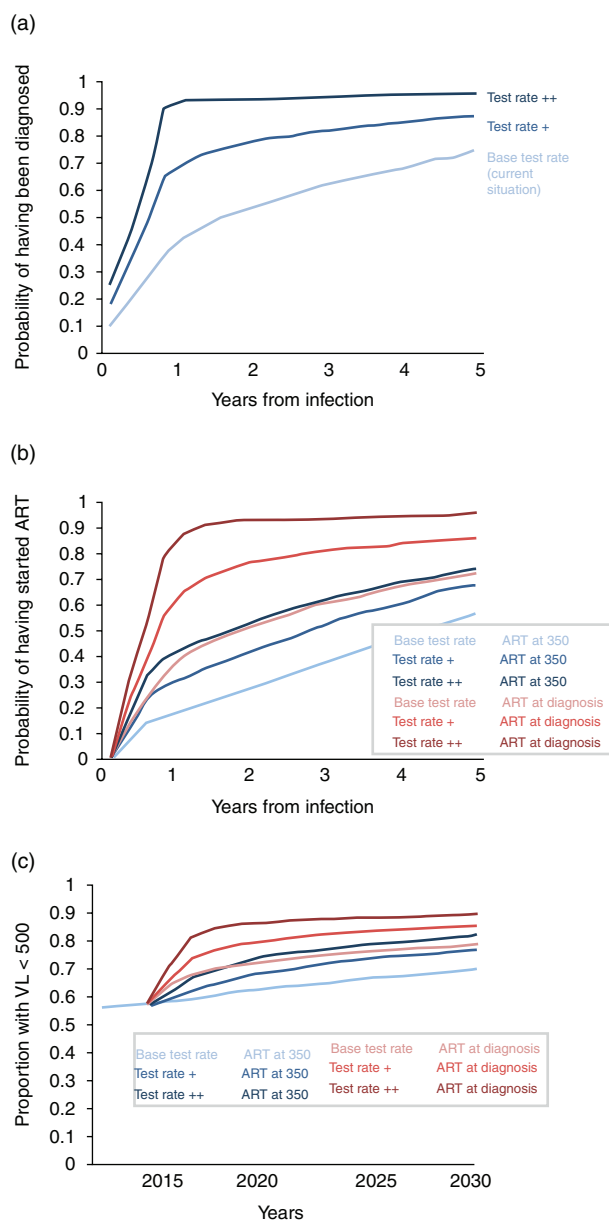 (a)
Probability of having been diagnosed
1
0.9
0.8
0.7
0.6
0.5
0.4
0.3
0.2
0.1
0
0 1 2 3 4 5
Years from infection
Test rate ++
Test rate +
Base test rate
(current
situation)
(b)
Probability of having started ART
1
0.9
0.8
0.7
0.6
0.5
0.4
0.3
0.2
0.1
0
0 1 2 3 4 5
Years from infection
Base test rate ART at 350
Test rate + ART at 350
Test rate ++ ART at 350
Base test rate ART at diagnosis
Test rate + ART at diagnosis
Test rate ++ ART at diagnosis
(c)
Proportion with VL < 500
1
0.9
0.8
0.7
0.6
0.5
0.4
0.3
0.2
0.1
0
2015 2020 2025 2030
Years
Base test rate ART at 350 Base test rate ART at diagnosis
Test rate + ART at 350 Test rate + ART at diagnosis
Test rate ++ ART at 350 Test rate ++ ART at diagnosis